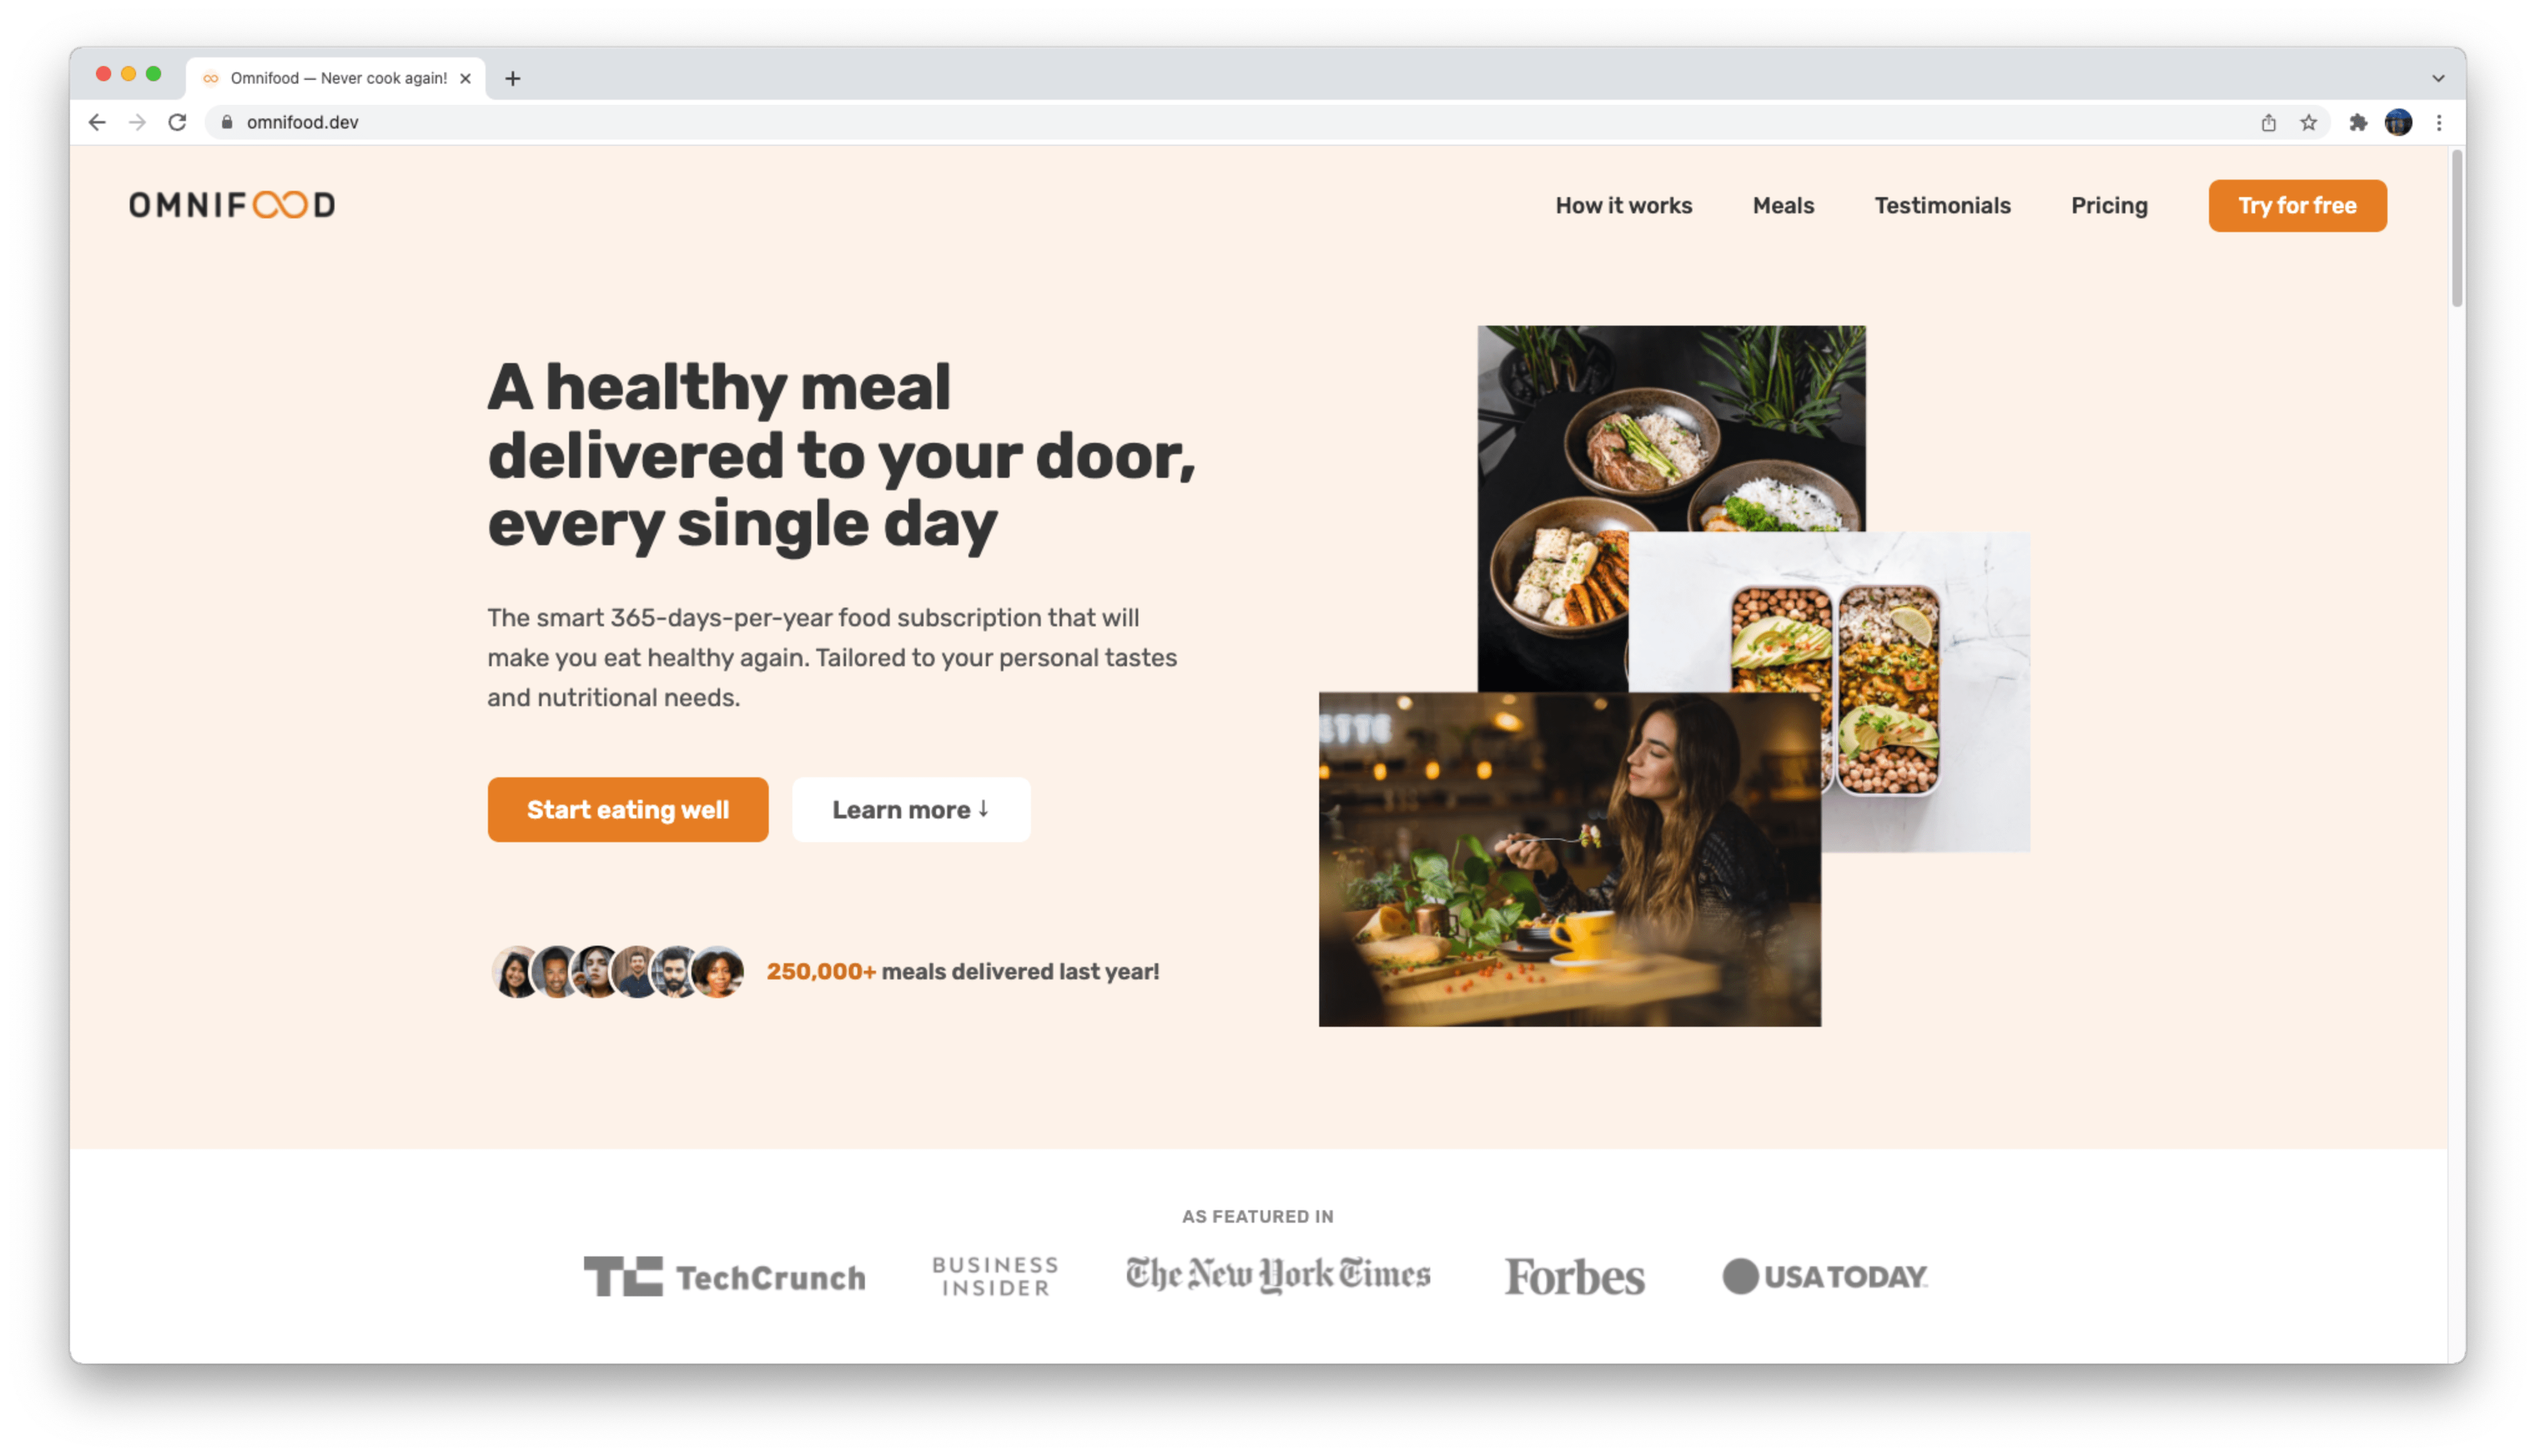 Omnifood — Never cook again!
omnifood.dev
OMNIFOOD
How it works
Meals
Testimonials
Pricing
Try for free
A healthy meal
delivered to your door,
every single day
The smart 365-days-per-year food subscription that will
make you eat healthy again. Tailored to your personal tastes
and nutritional needs.
Start eating well
Learn more ↓
ETTE
250,000+ meals delivered last year!
AS FEATURED IN
TC TechCrunch
BUSINESS
INSIDER
The New York Times
Forbes
USA TODAY